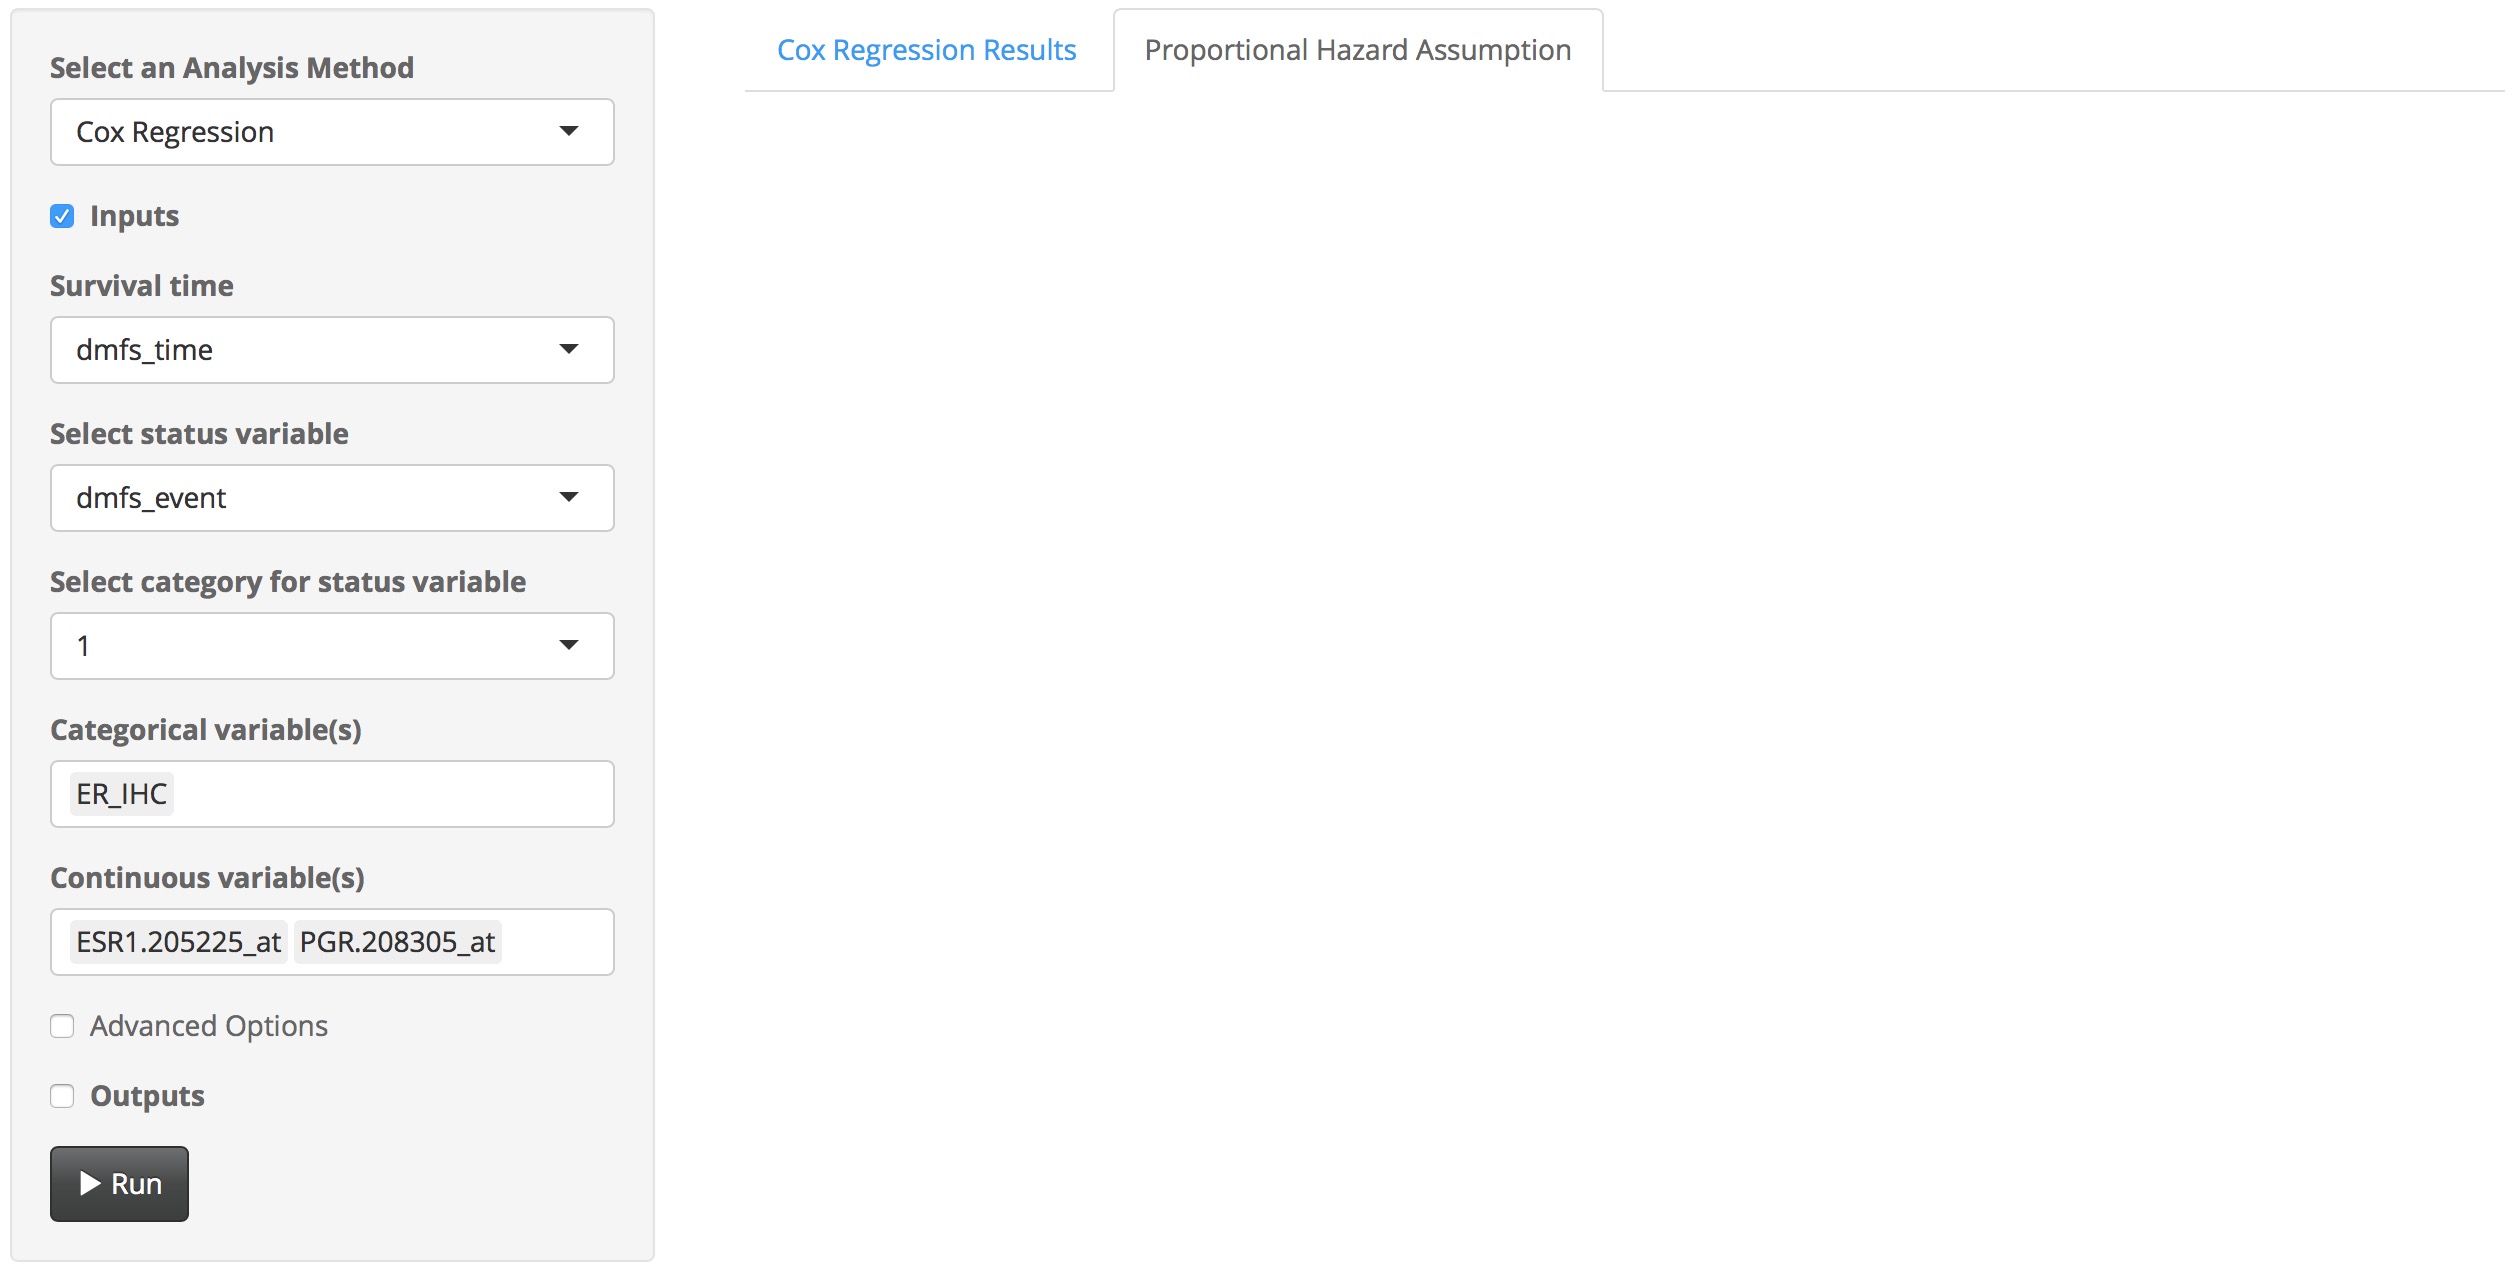 Select an Analysis Method
Cox Regression
Inputs
Survival time
dmfs_time
Select status variable
dmfs_event
Select category for status variable
1
Categorical variable(s)
ER_IHC
Continuous variable(s)
ESR1.205225_at PGR.208305_at
Advanced Options
Outputs
Run
Cox Regression Results Proportional Hazard Assumption